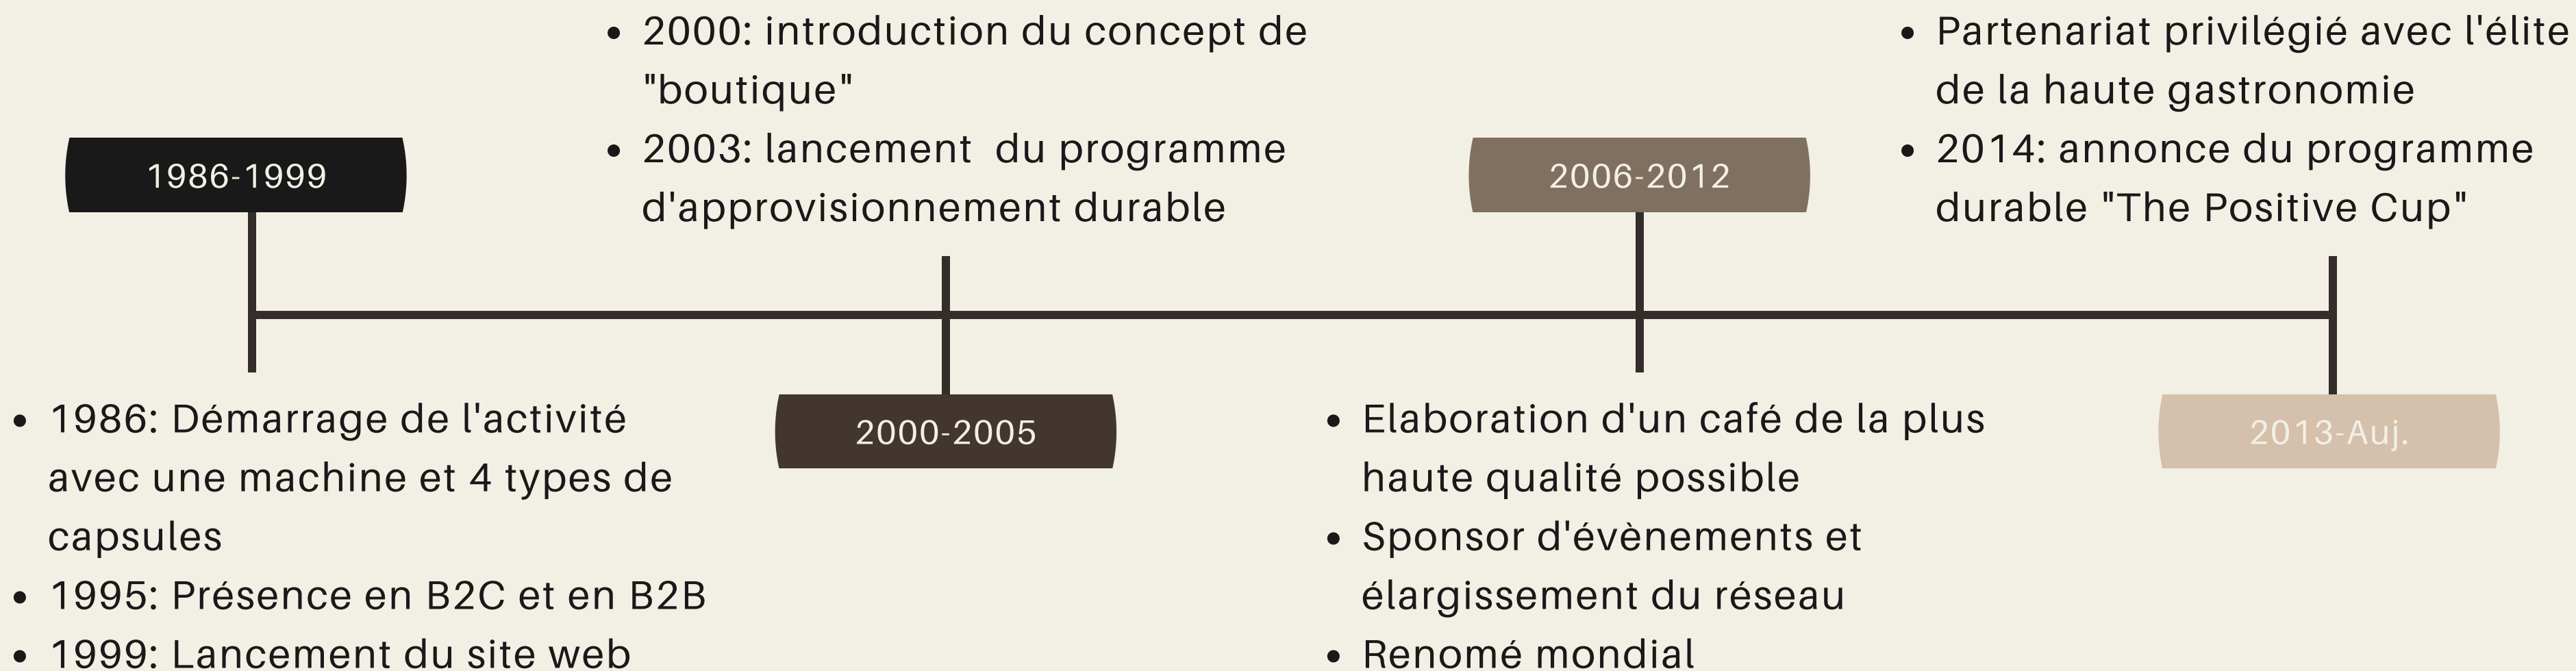 1986-1999
• 1986: Démarrage de l'activité
avec une machine et 4 types de
capsules
• 1995: Présence en B2C et en B2B
• 1999: Lancement du site web
• 2000: introduction du concept de
"boutique"
• 2003: lancement  du programme
d'approvisionnement durable
2000-2005
2006-2012
• Elaboration d'un café de la plus
haute qualité possible
• Sponsor d'évènements et
élargissement du réseau
• Renomé mondial
• Partenariat privilégié avec l'élite
de la haute gastronomie
• 2014: annonce du programme
durable "The Positive Cup"
2013-Auj.